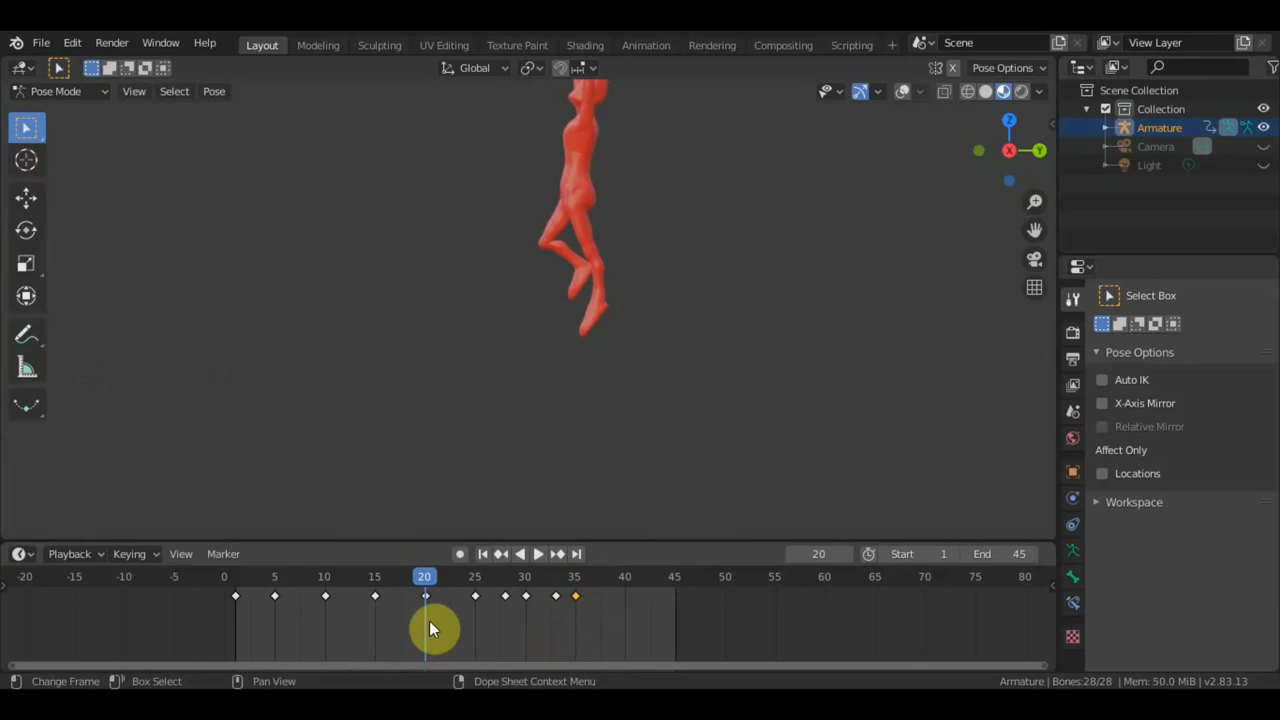 File Edit Render Window Help Layout Modeling Sculpting UV Editing Texture Paint Shading Animation Rendering Compositing Scripting + Scene View Layer
Global Pose Options
Pose Mode View Select Pose
Scene Collection
Collection
Armature
Camera
Light
Z
X
Y
Select Box
Pose Options
Auto IK
X-Axis Mirror
Relative Mirror
Affect Only
Locations
Workspace
Playback Keying View Marker 20 Start 1 End 45
-20 -15 -10 -5 0 5 10 15 20 25 30 35 40 45 50 55 60 65 70 75 80
Change Frame Box Select Pan View Dope Sheet Context Menu Armature | Bones:28/28 | Mem: 50.0 MiB | v2.83.13